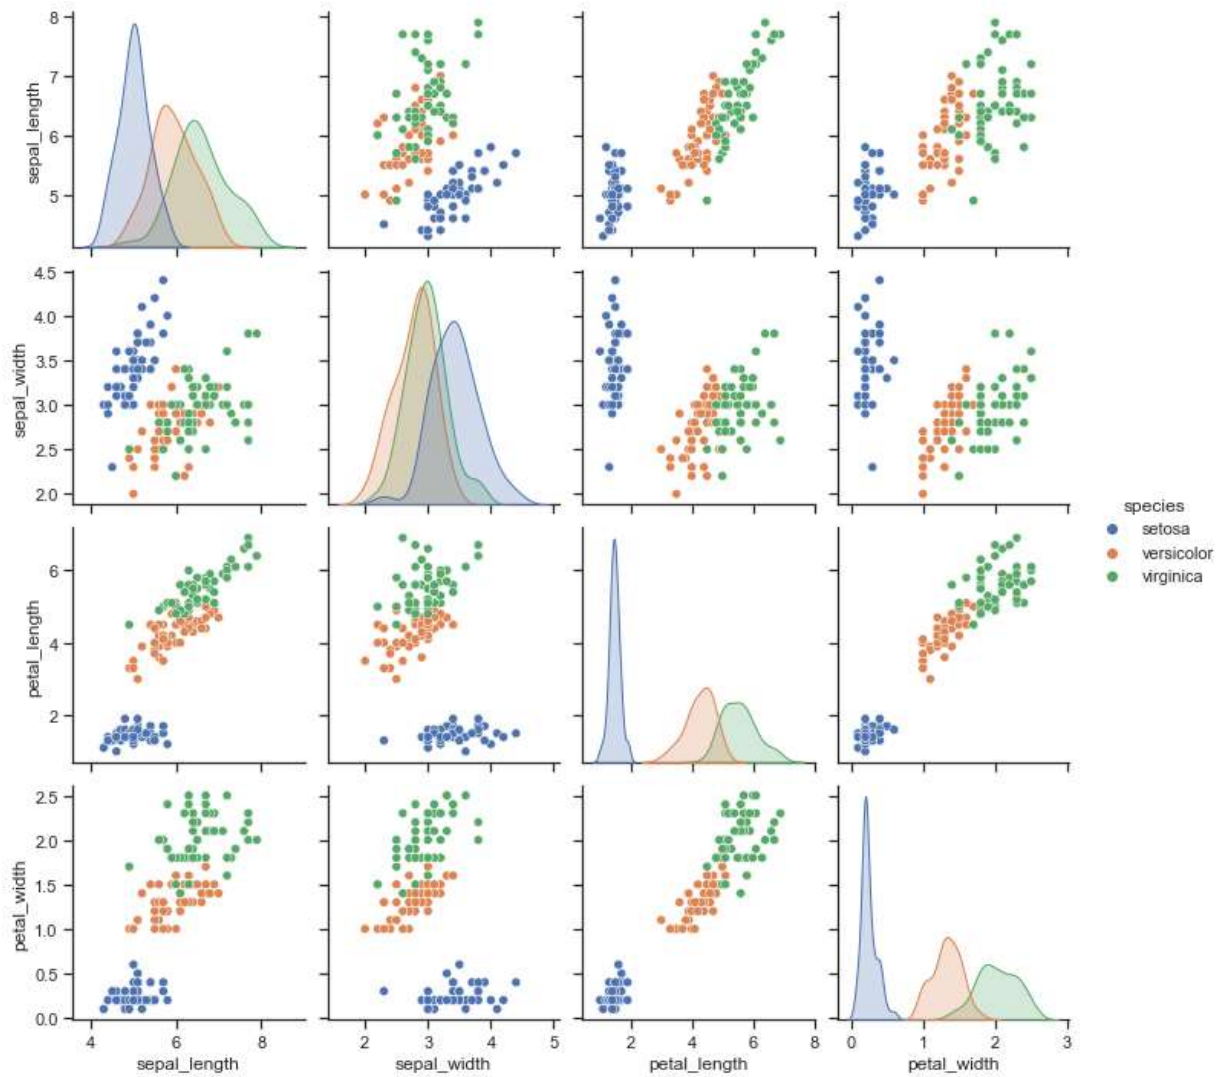 8
7
6
5
sepal_length
4.5
4.0
3.5
3.0
2.5
2.0
sepal_width
species
setosa
versicolor
virginica
6
4
2
petal_length
2.5
2.0
1.5
1.0
0.5
0.0
petal_width
4 6 8
2 3 4 5
2 4 6 8
0 1 2 3
sepal_length
sepal_width
petal_length
petal_width